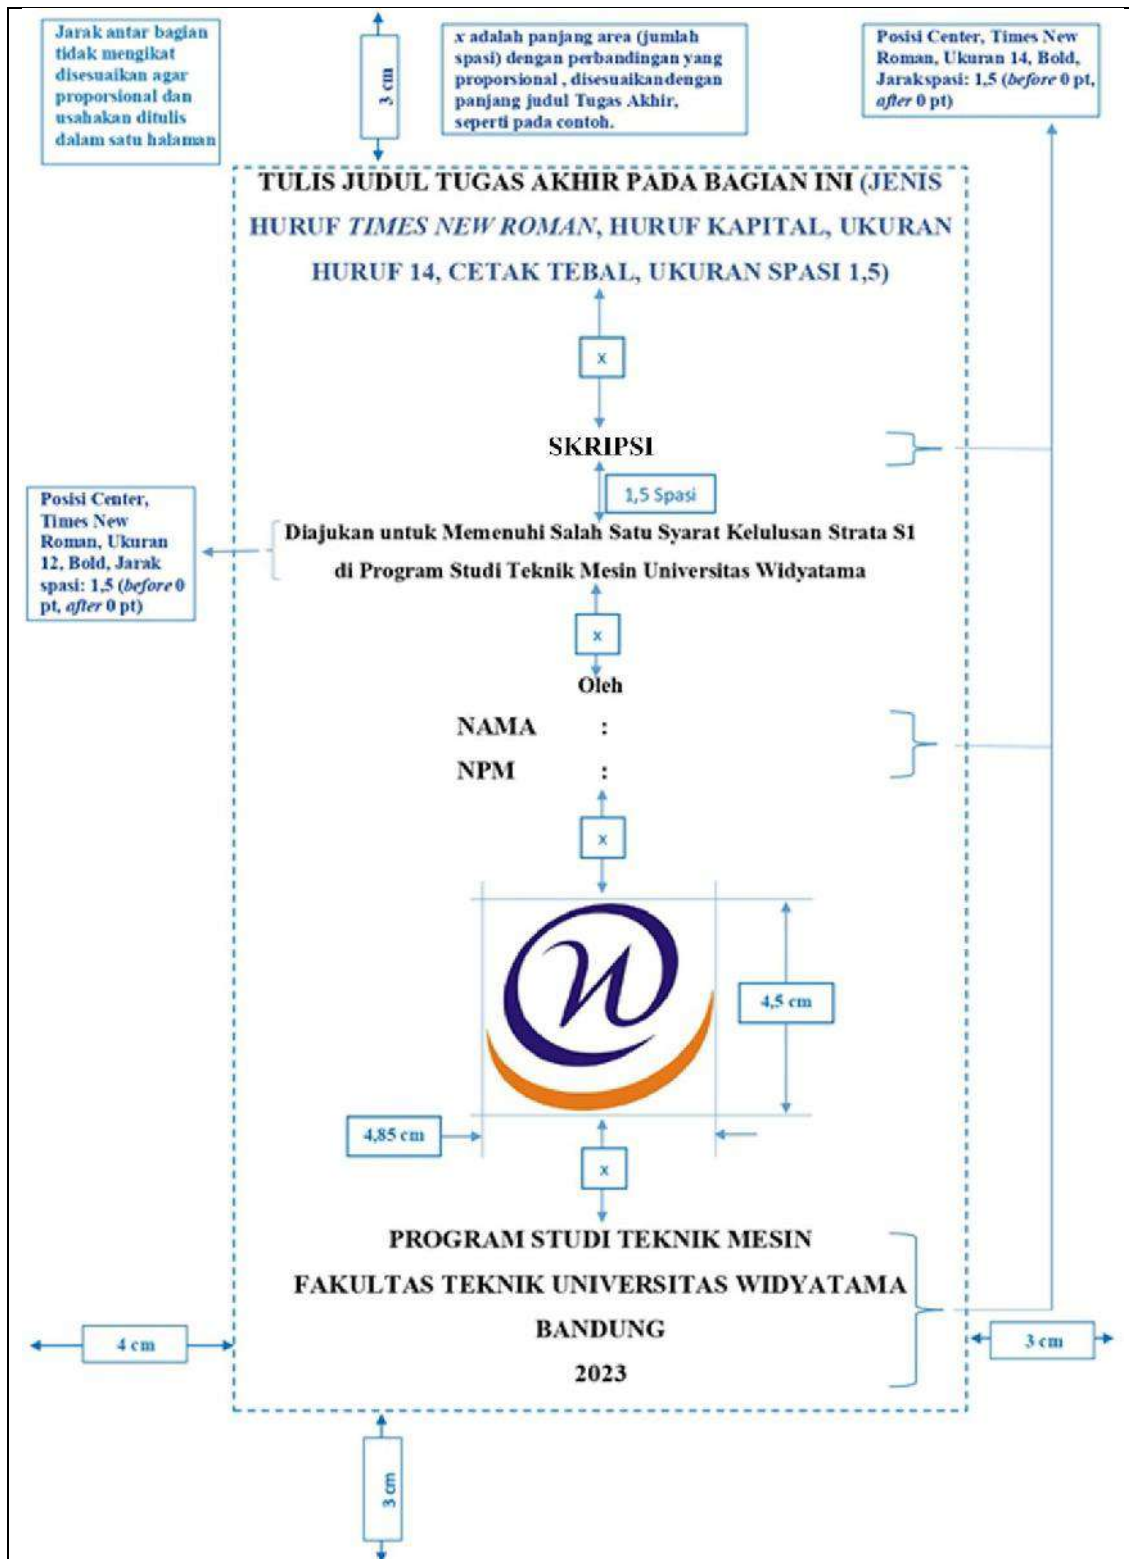 Jarak antar bagian
tidak mengikat
disesuaikan agar
proporsional dan
usahakan ditulis
dalam satu halaman
3 cm
x adalah panjang area (jumlah
spasi) dengan perbandingan yang
proporsional , disesuaikandengan
panjang judul Tugas Akhir,
seperti pada contoh.
Posisi Center, Times New
Roman, Ukuran 14, Bold,
Jarakspasi: 1,5 (before 0 pt,
after 0 pt)
TULIS JUDUL TUGAS AKHIR PADA BAGIAN INI (JENIS
HURUF TIMES NEW ROMAN, HURUF KAPITAL, UKURAN
HURUF 14, CETAK TEBAL, UKURAN SPASI 1,5)
x
SKRIPSI
1,5 Spasi
Posisi Center,
Times New
Roman, Ukuran
12, Bold, Jarak
spasi: 1,5 (before 0
pt, after 0 pt)
Diajukan untuk Memenuhi Salah Satu Syarat Kelulusan Strata S1
di Program Studi Teknik Mesin Universitas Widyatama
x
Oleh
NAMA :
NPM :
x
4,5 cm
4,85 cm
x
PROGRAM STUDI TEKNIK MESIN
FAKULTAS TEKNIK UNIVERSITAS WIDYATAMA
BANDUNG
2023
4 cm
3 cm
3 cm